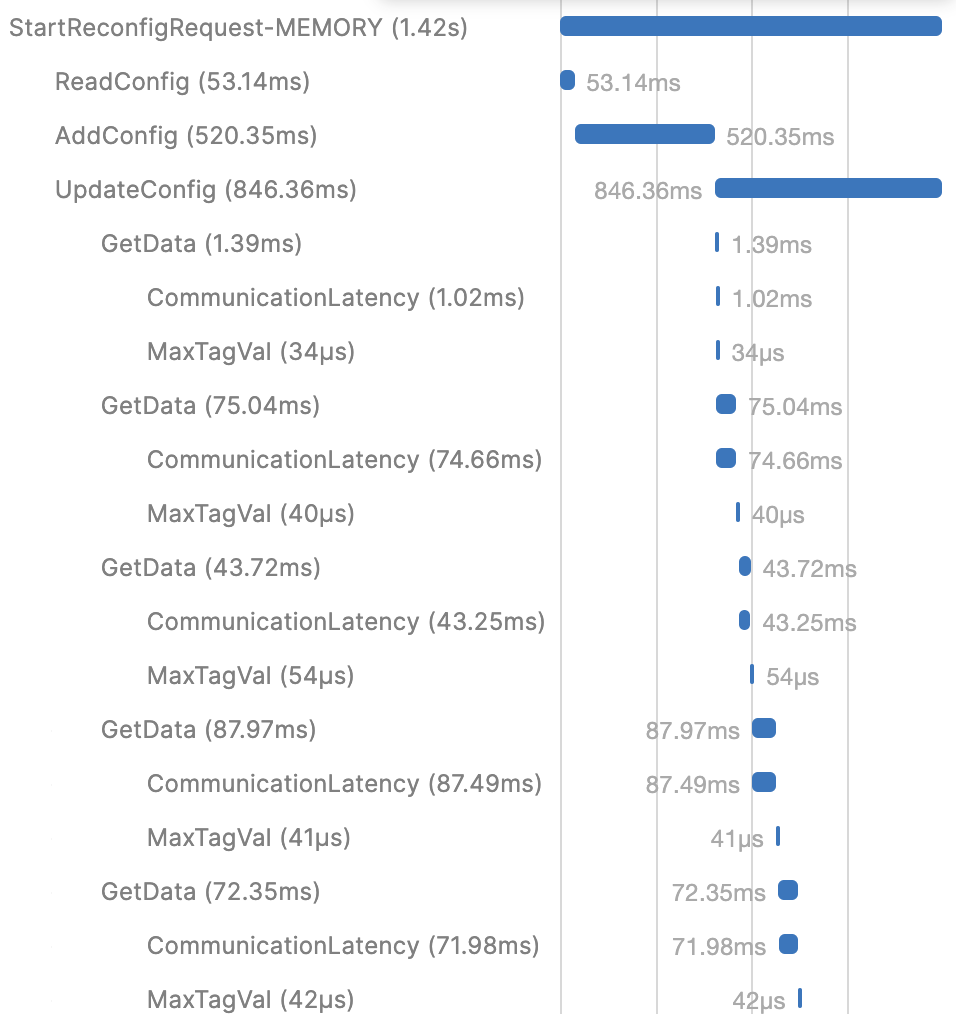 StartReconfigRequest-MEMORY (1.42s)
ReadConfig (53.14ms) 53.14ms
AddConfig (520.35ms) 520.35ms
UpdateConfig (846.36ms) 846.36ms
GetData (1.39ms) 1.39ms
CommunicationLatency (1.02ms) 1.02ms
MaxTagVal (34µs) 34µs
GetData (75.04ms) 75.04ms
CommunicationLatency (74.66ms) 74.66ms
MaxTagVal (40µs) 40µs
GetData (43.72ms) 43.72ms
CommunicationLatency (43.25ms) 43.25ms
MaxTagVal (54µs) 54µs
GetData (87.97ms) 87.97ms
CommunicationLatency (87.49ms) 87.49ms
MaxTagVal (41µs) 41µs
GetData (72.35ms) 72.35ms
CommunicationLatency (71.98ms) 71.98ms
MaxTagVal (42µs) 42µs